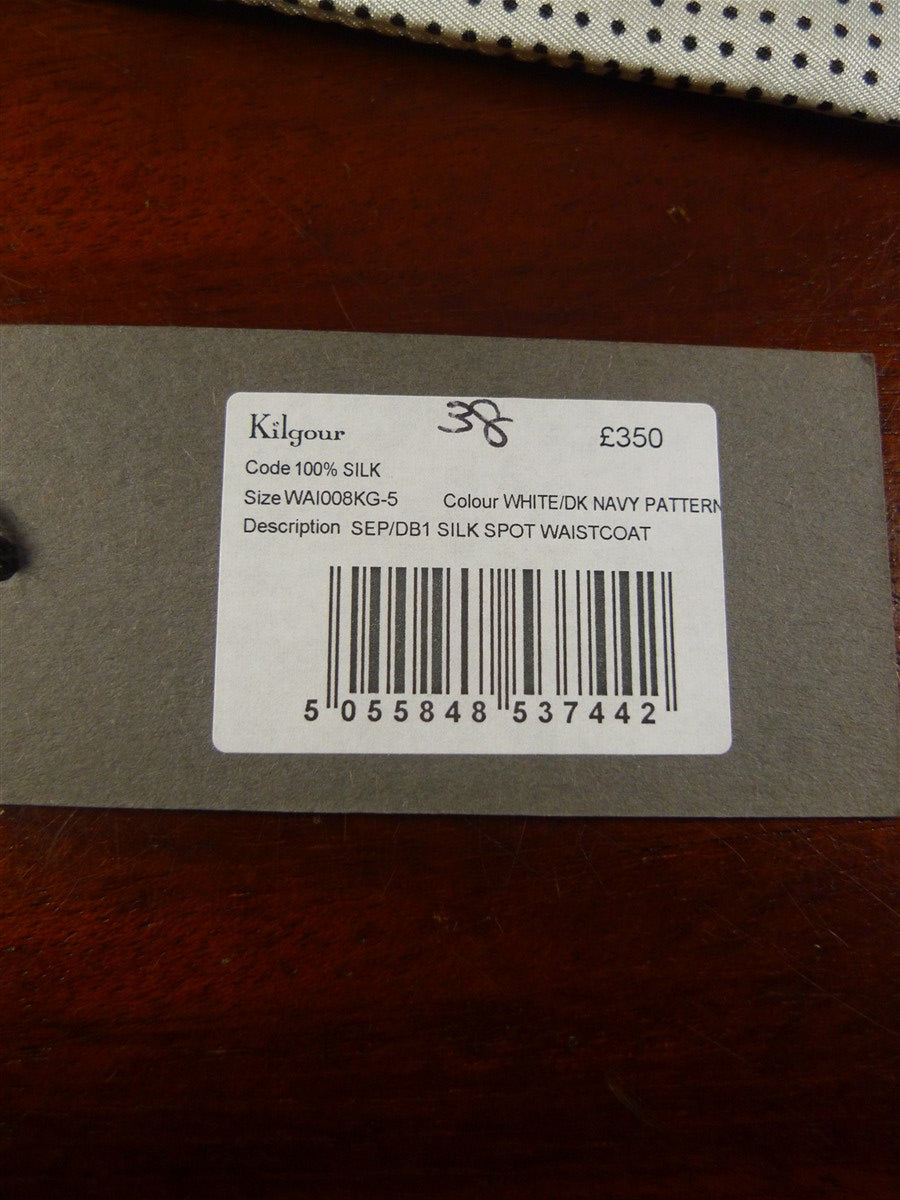 38
Kilgour £350
Code 100% SILK
Size WAI008KG-5 Colour WHITE/DK NAVY PATTERN
Description SEP/DB1 SILK SPOT WAISTCOAT
5 055848 537442